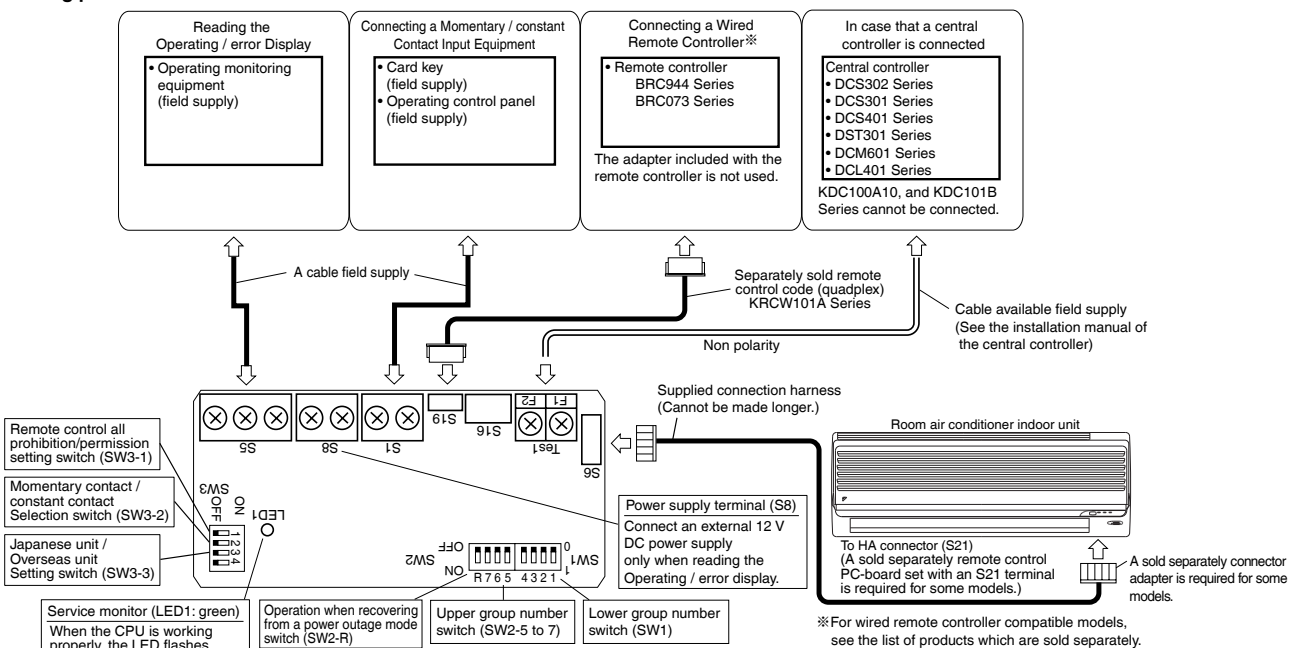 Reading the
Operating / error Display
• Operating monitoring
equipment
(field supply)
Connecting a Momentary / constant
Contact Input Equipment
• Card key
(field supply)
• Operating control panel
(field supply)
Connecting a Wired
Remote Controller※
• Remote controller
BRC944 Series
BRC073 Series
The adapter included with the
remote controller is not used.
In case that a central
controller is connected
Central controller
• DCS302 Series
• DCS301 Series
• DCS401 Series
• DST301 Series
• DCM601 Series
• DCL401 Series
KDC100A10, and KDC101B
Series cannot be connected.
A cable field supply
Separately sold remote
control code (quadplex)
KRCW101A Series
Non polarity
Cable available field supply
(See the installation manual of
the central controller)
Supplied connection harness
(Cannot be made longer.)
S5
S8
S1
S19
S16
F2
F1
Tes1
S6
Remote control all
prohibition/permission
setting switch (SW3-1)
Momentary contact /
constant contact
Selection switch (SW3-2)
Japanese unit /
Overseas unit
Setting switch (SW3-3)
SW3
OFF
ON
1
2
3
4
LED1
SW2
OFF
ON
R 7 6 5
4 3 2 1
0
1
SW1
Power supply terminal (S8)
Connect an external 12 V
DC power supply
only when reading the
Operating / error display.
Room air conditioner indoor unit
To HA connector (S21)
(A sold separately remote control
PC-board set with an S21 terminal
is required for some models.)
A sold separately connector
adapter is required for some
models.
Service monitor (LED1: green)
When the CPU is working
properly, the LED flashes
Operation when recovering
from a power outage mode
switch (SW2-R)
Upper group number
switch (SW2-5 to 7)
Lower group number
switch (SW1)
※For wired remote controller compatible models,
see the list of products which are sold separately.